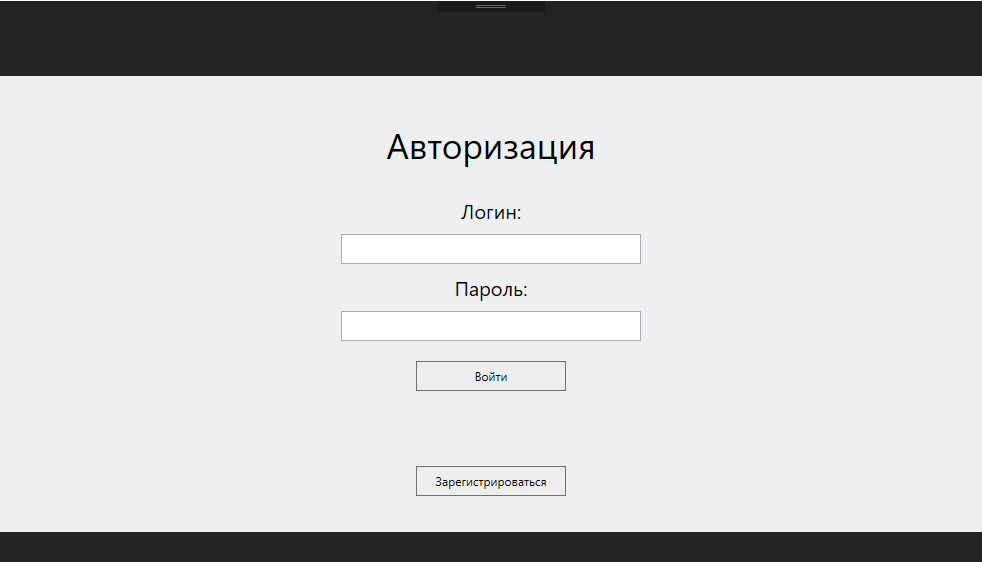 Авторизация
Логин:
Пароль:
Войти
Зарегистрироваться